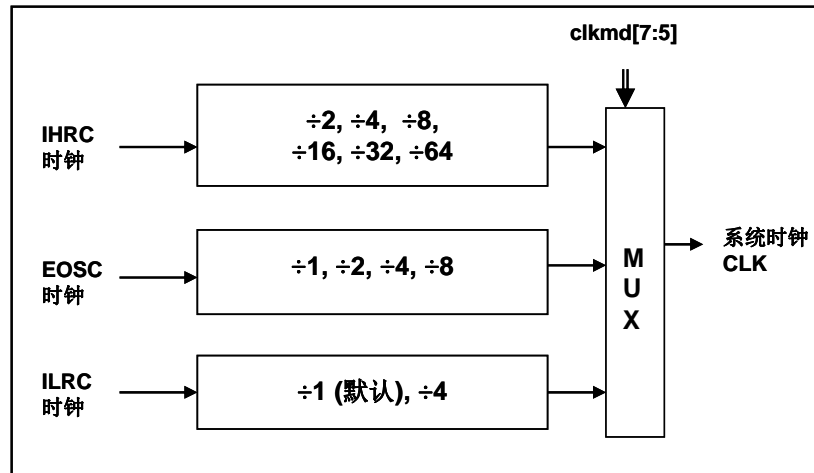 clkmd[7:5]
IHRC
时钟
÷2, ÷4, ÷8,
÷16, ÷32, ÷64
EOSC
时钟
÷1, ÷2, ÷4, ÷8
ILRC
时钟
÷1 (默认), ÷4
M
U
X
系统时钟
CLK